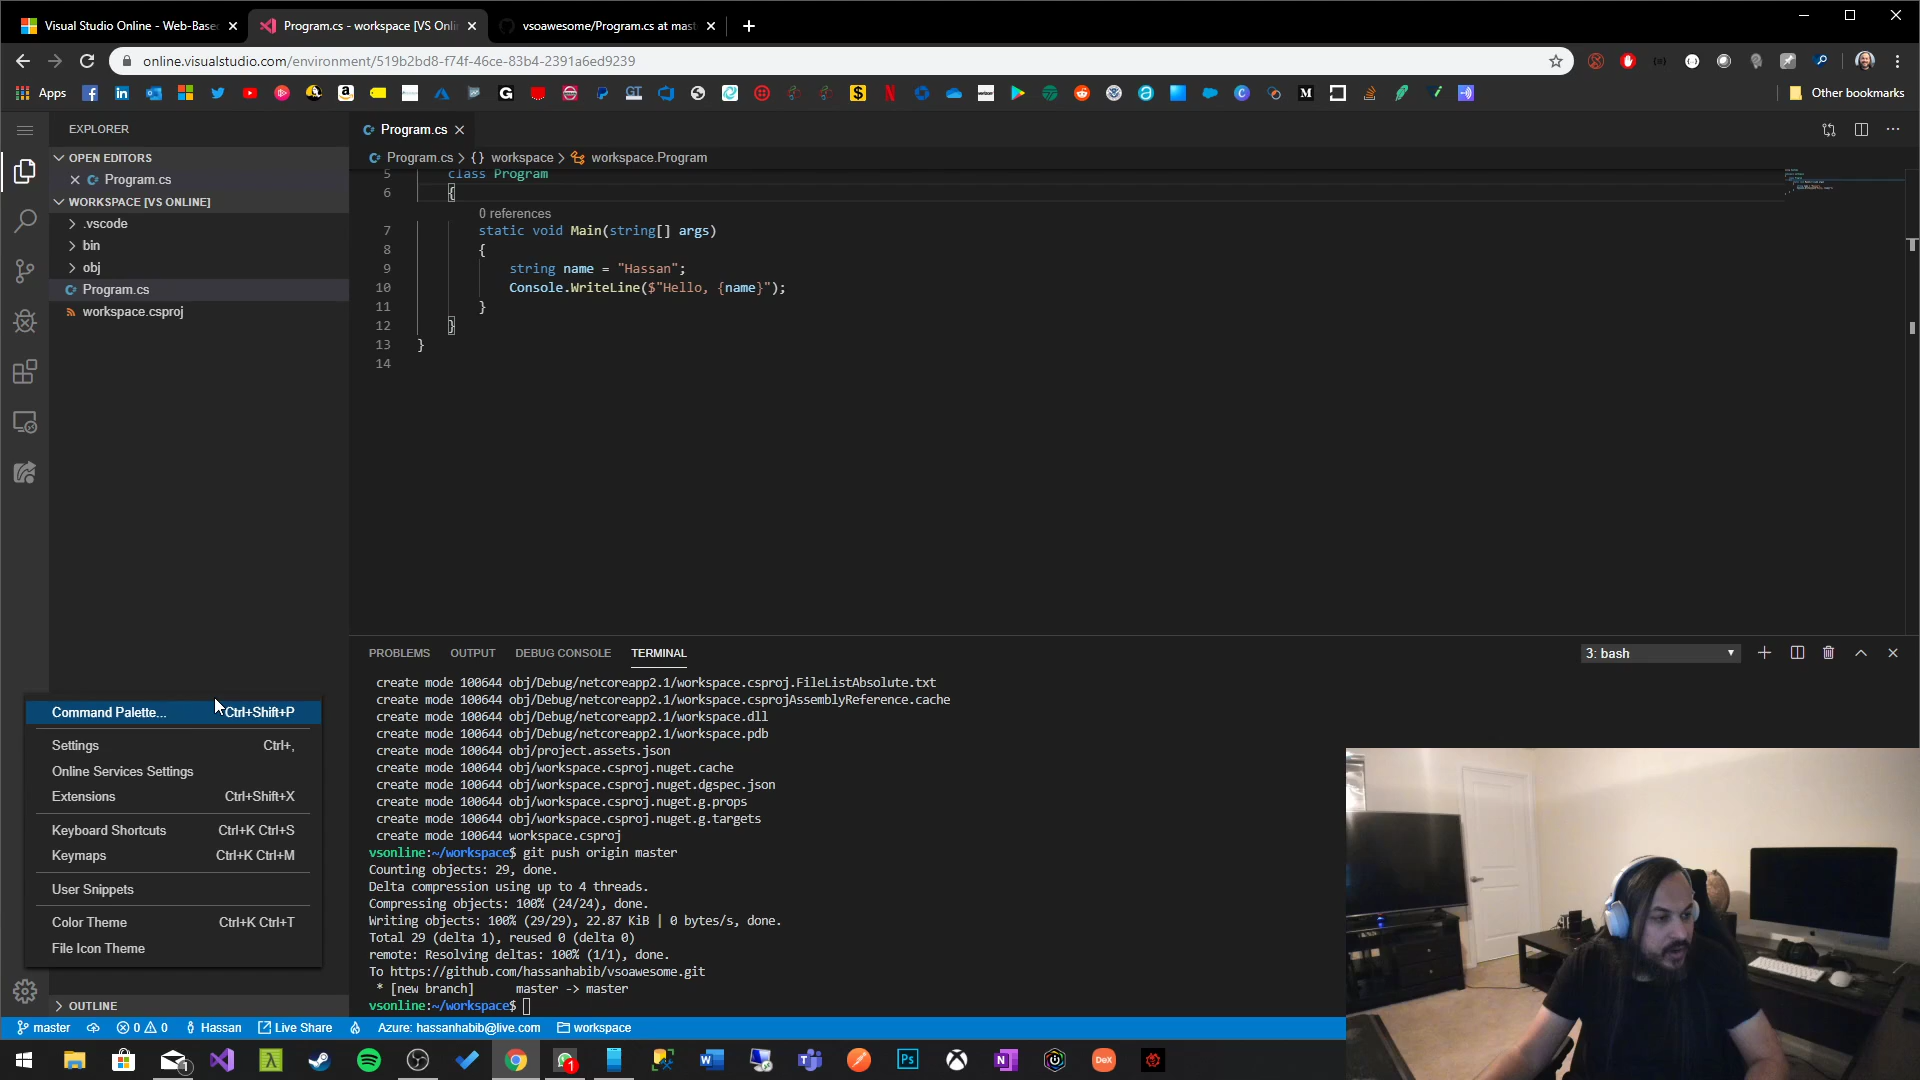 Visual Studio Online - Web-Base
Program.cs - workspace [VS Onli
vsoawesome/Program.cs at mast
online.visualstudio.com/environment/519b2bd8-f74f-46ce-83b4-2391a6ed9239
Apps
Other bookmarks
EXPLORER
OPEN EDITORS
Program.cs
WORKSPACE [VS ONLINE]
.vscode
bin
obj
Program.cs
workspace.csproj
Program.cs
Program.cs > {} workspace > workspace.Program
5 class Program
6 {
0 references
7 static void Main(string[] args)
8 {
9 string name = "Hassan";
10 Console.WriteLine($"Hello, {name}");
11 }
12 }
13 }
14
PROBLEMS OUTPUT DEBUG CONSOLE TERMINAL
3: bash
create mode 100644 obj/Debug/netcoreapp2.1/workspace.csproj.FileListAbsolute.txt
create mode 100644 obj/Debug/netcoreapp2.1/workspace.csprojAssemblyReference.cache
create mode 100644 obj/Debug/netcoreapp2.1/workspace.dll
create mode 100644 obj/Debug/netcoreapp2.1/workspace.pdb
create mode 100644 obj/project.assets.json
create mode 100644 obj/workspace.csproj.nuget.cache
create mode 100644 obj/workspace.csproj.nuget.dgspec.json
create mode 100644 obj/workspace.csproj.nuget.g.props
create mode 100644 obj/workspace.csproj.nuget.g.targets
create mode 100644 workspace.csproj
vsonline:~/workspace$ git push origin master
Counting objects: 29, done.
Delta compression using up to 4 threads.
Compressing objects: 100% (24/24), done.
Writing objects: 100% (29/29), 22.87 KiB | 0 bytes/s, done.
Total 29 (delta 1), reused 0 (delta 0)
remote: Resolving deltas: 100% (1/1), done.
To https://github.com/hassanhabib/vsoawesome.git
* [new branch] master -> master
vsonline:~/workspace$
Command Palette... Ctrl+Shift+P
Settings Ctrl+,
Online Services Settings
Extensions Ctrl+Shift+X
Keyboard Shortcuts Ctrl+K Ctrl+S
Keymaps Ctrl+K Ctrl+M
User Snippets
Color Theme Ctrl+K Ctrl+T
File Icon Theme
OUTLINE
master 0 0 Hassan Live Share Azure: hassanhabib@live.com workspace